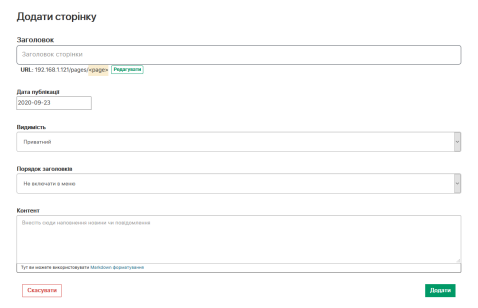 Додати сторінку
Заголовок
Заголовок сторінки
URL: 192.168.1.121/pages/<page> Редагувати
Дата публікації
2020-09-23
Видимість
Приватний
Порядок заголовків
Не включати в меню
Контент
Внесіть сюди наповнення новини чи повідомлення
Тут ви можете використовувати Markdown форматування
Скасувати
Додати